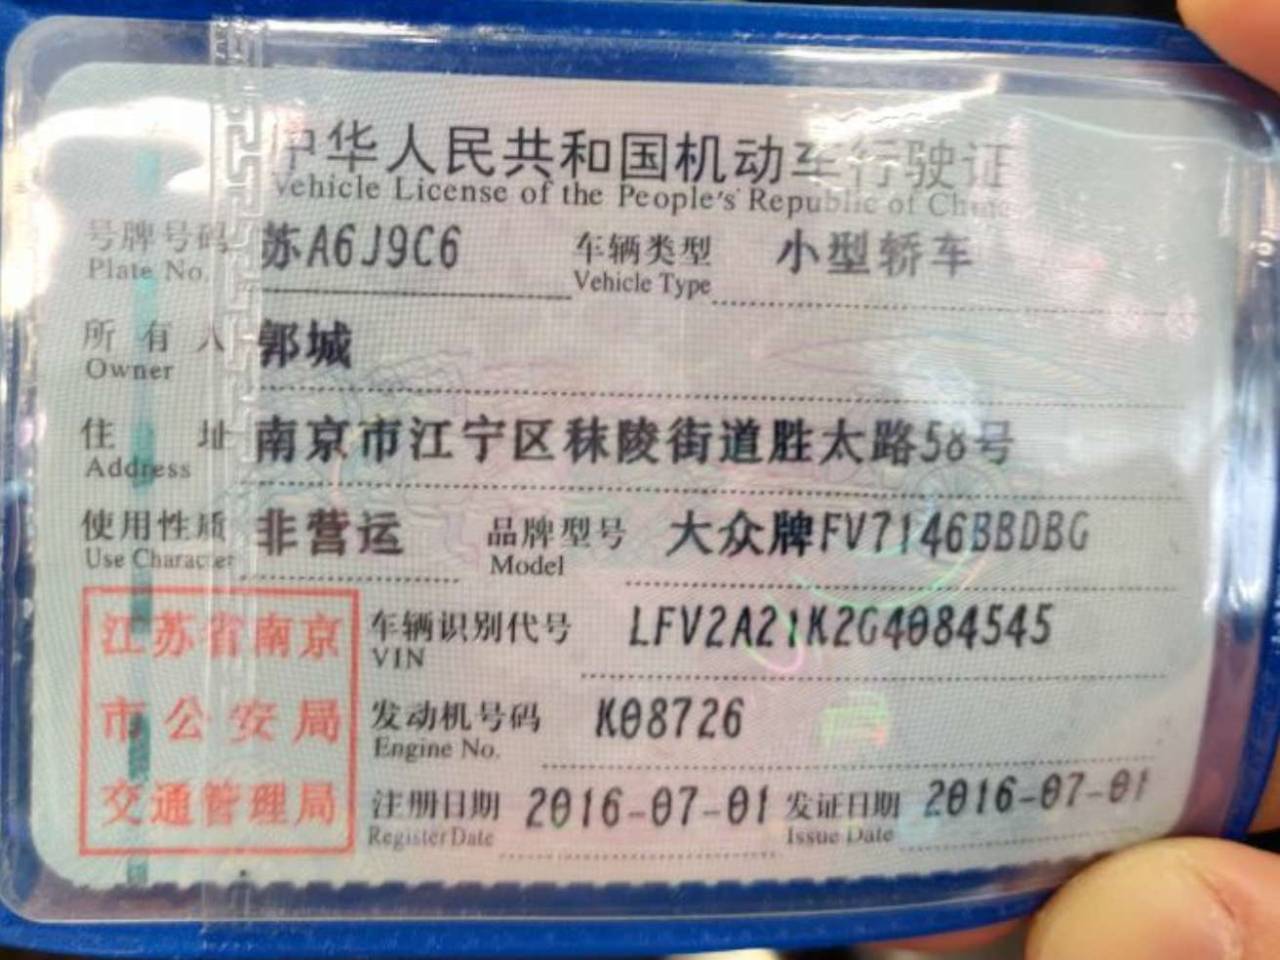 中华人民共和国机动车行驶证
Vehicle License of the People's Republic of China
号牌号码 苏A6J9C6 车辆类型 小型轿车
Plate No. Vehicle Type
所有人 郭城
Owner
住址 南京市江宁区秣陵街道胜太路58号
Address
使用性质 非营运 品牌型号 大众牌FV7146BBDBG
Use Character Model
江苏省南京
市公安局
交通管理局
车辆识别代号 LFV2A21K2G4084545
VIN
发动机号码 K08726
Engine No.
注册日期 2016-07-01 发证日期 2016-07-01
Register Date Issue Date